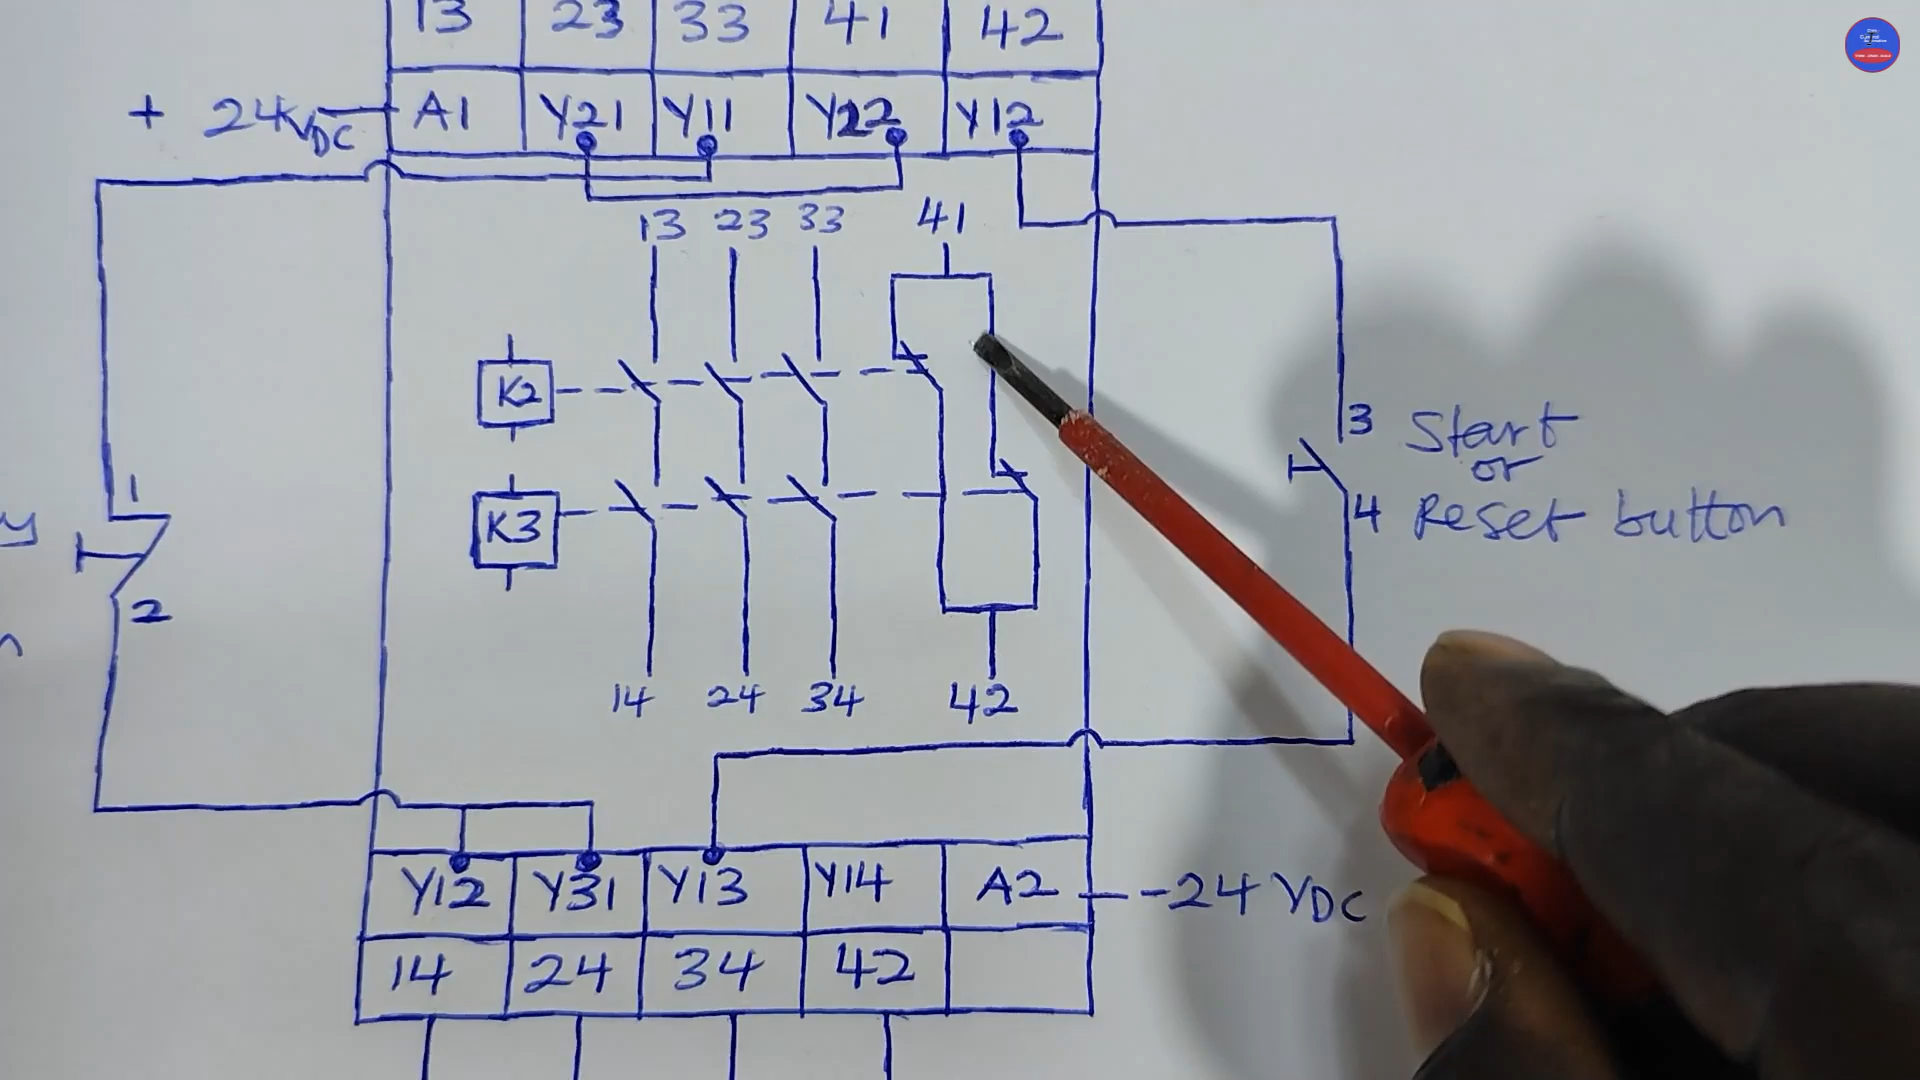 13 23 33 41 42
+ 24VDC A1 Y21 Y11 Y22 Y12
13 23 33 41
K2
3 Start
or
4 Reset button
1
K3
y
2
14 24 34 42
Y12 Y31 Y13 Y14 A2 -24 VDC
14 24 34 42